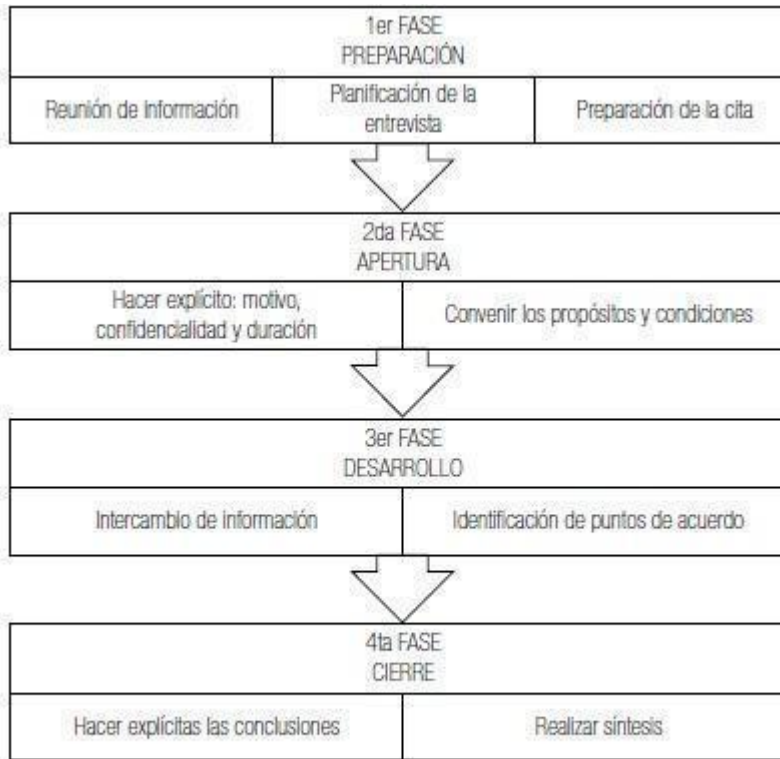 1er FASE
PREPARACIÓN
Reunión de Información
Planificación de la
entrevista
Preparación de la cita
2da FASE
APERTURA
Hacer explícito: motivo,
confidencialidad y duración
Convenir los propósitos y condiciones
3er FASE
DESARROLLO
Intercambio de información
Identificación de puntos de acuerdo
4ta FASE
CIERRE
Hacer explícitas las conclusiones
Realizar síntesis